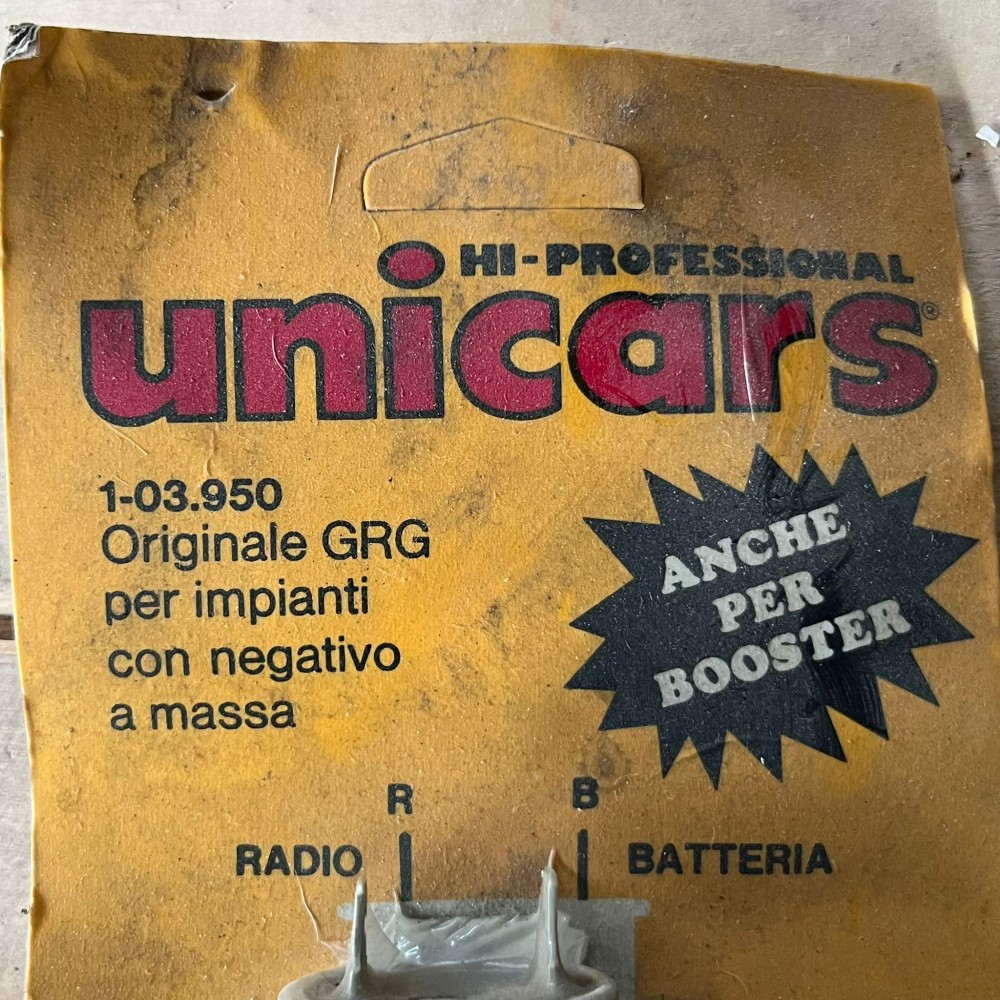 HI-PROFESSIONAL
unicars®
1-03.950
Originale GRG
per impianti
con negativo
a massa
ANCHE
PER
BOOSTER
R B
RADIO BATTERIA